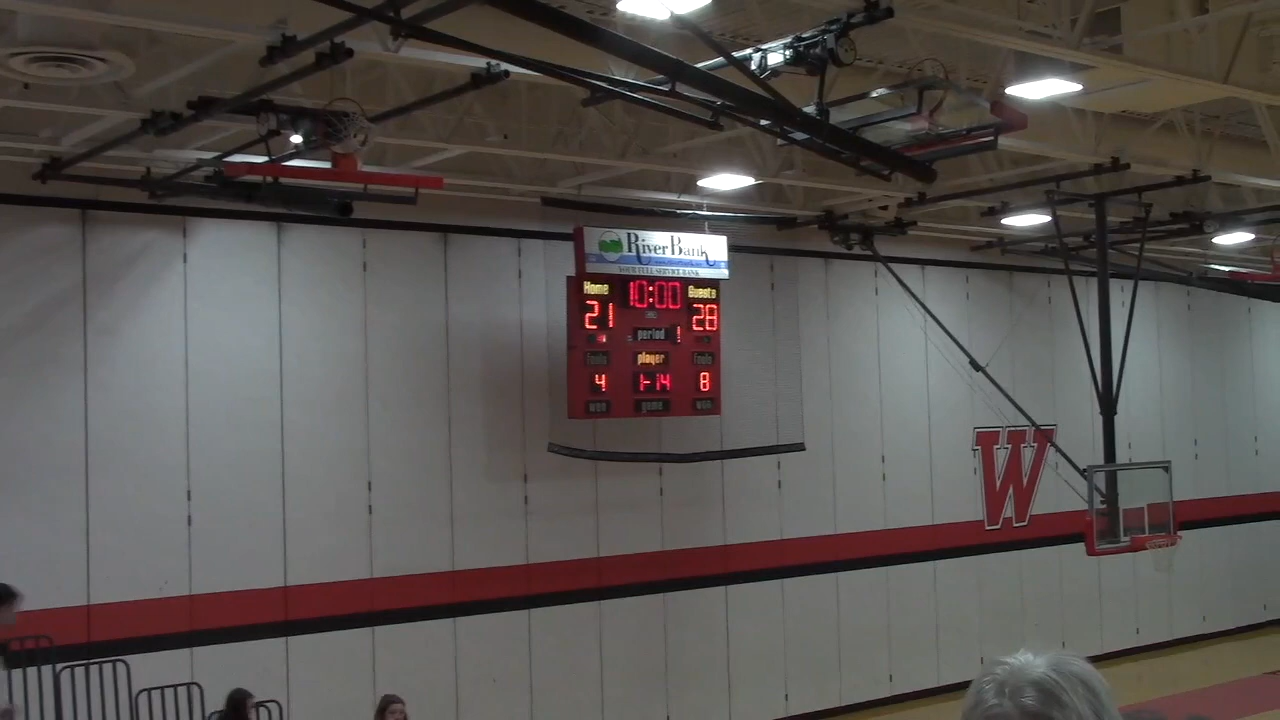 River Bank
YOUR FULL SERVICE BANK
Home 10:00 Guests
21 28
period 1
fouls player fouls
4 1-14 8
won game won
W